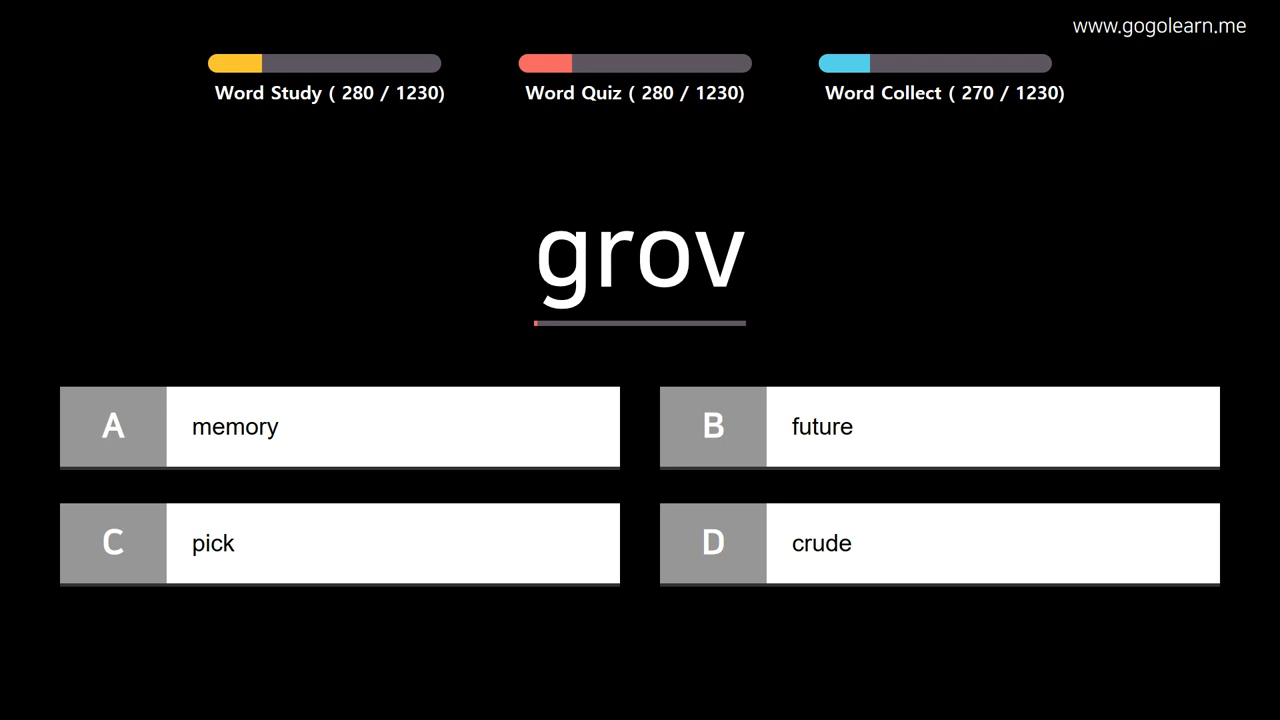 www.gogolearn.me
Word Study ( 280 / 1230)
Word Quiz ( 280 / 1230)
Word Collect ( 270 / 1230)
grov
A
memory
B
future
C
pick
D
crude